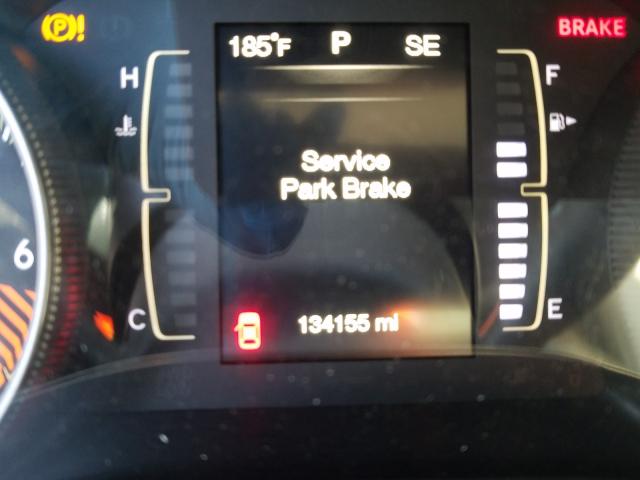 P! BRAKE
185°F P SE
H F
Service
Park Brake
6
C E
134155 mi